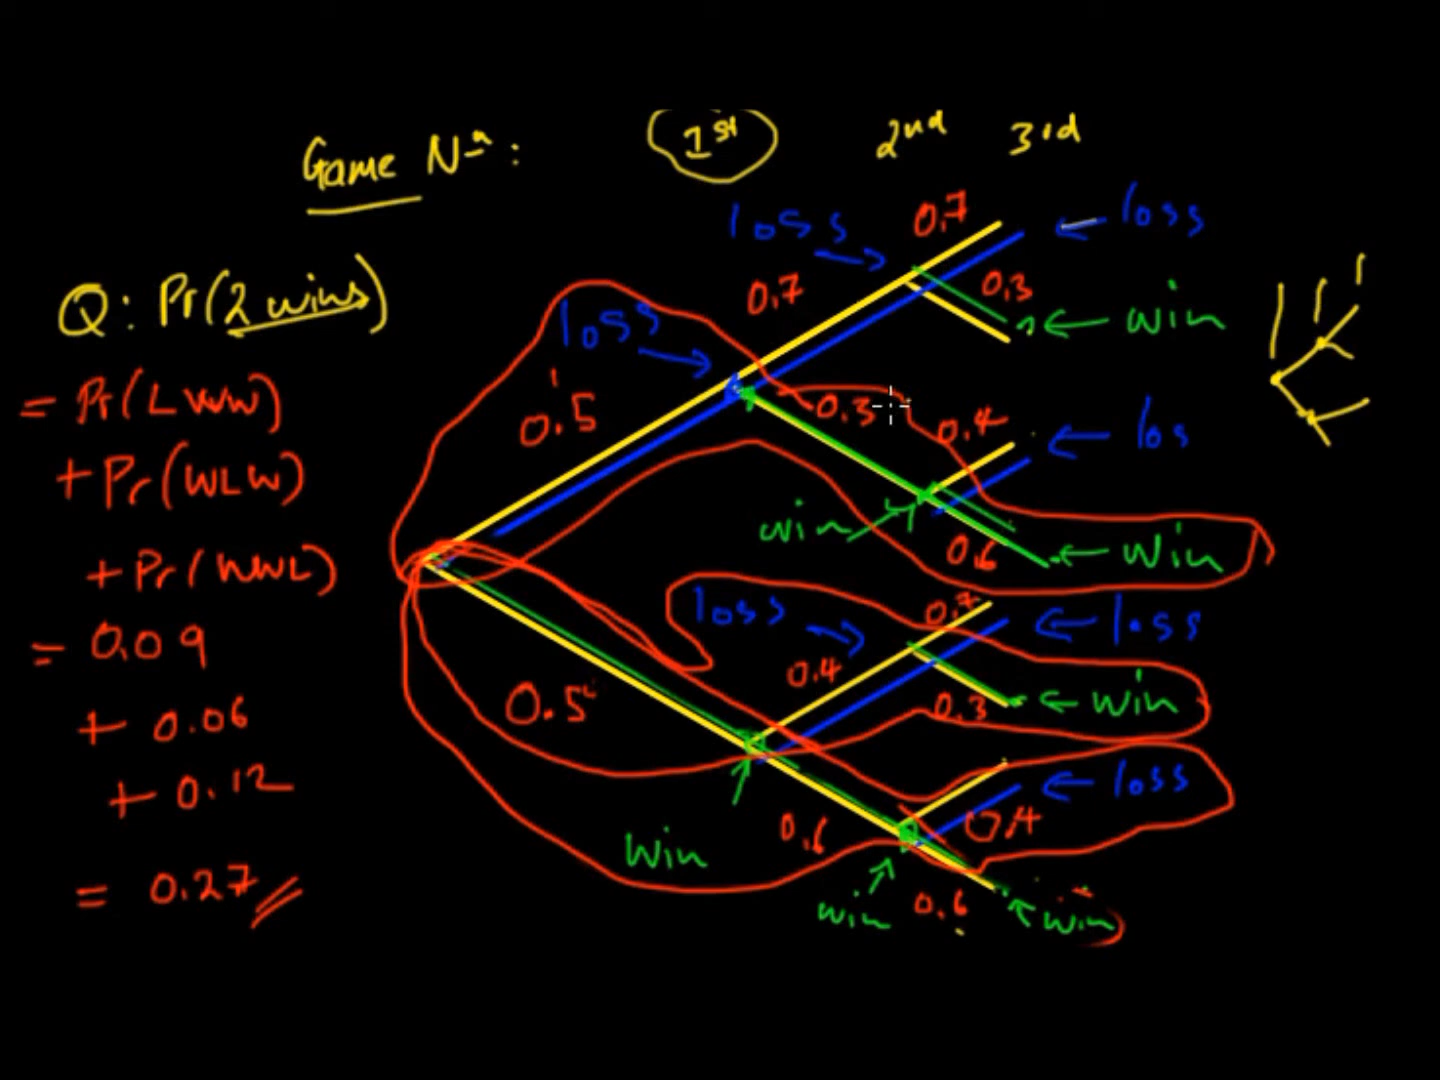 Game Nº: 1st 2nd 3rd
loss 0.7 loss
0.7 0.3 win
Q: Pr(2 wins)
loss
0.5
= Pr(LWW)
0.3 0.4 los
+ Pr(WLW)
win 0.6 win
+ Pr(WWL)
loss 0.7 loss
= 0.09
0.5 0.4 0.3 win
+ 0.06
loss
+ 0.12
win 0.6 0.4
= 0.27
win 0.6 win